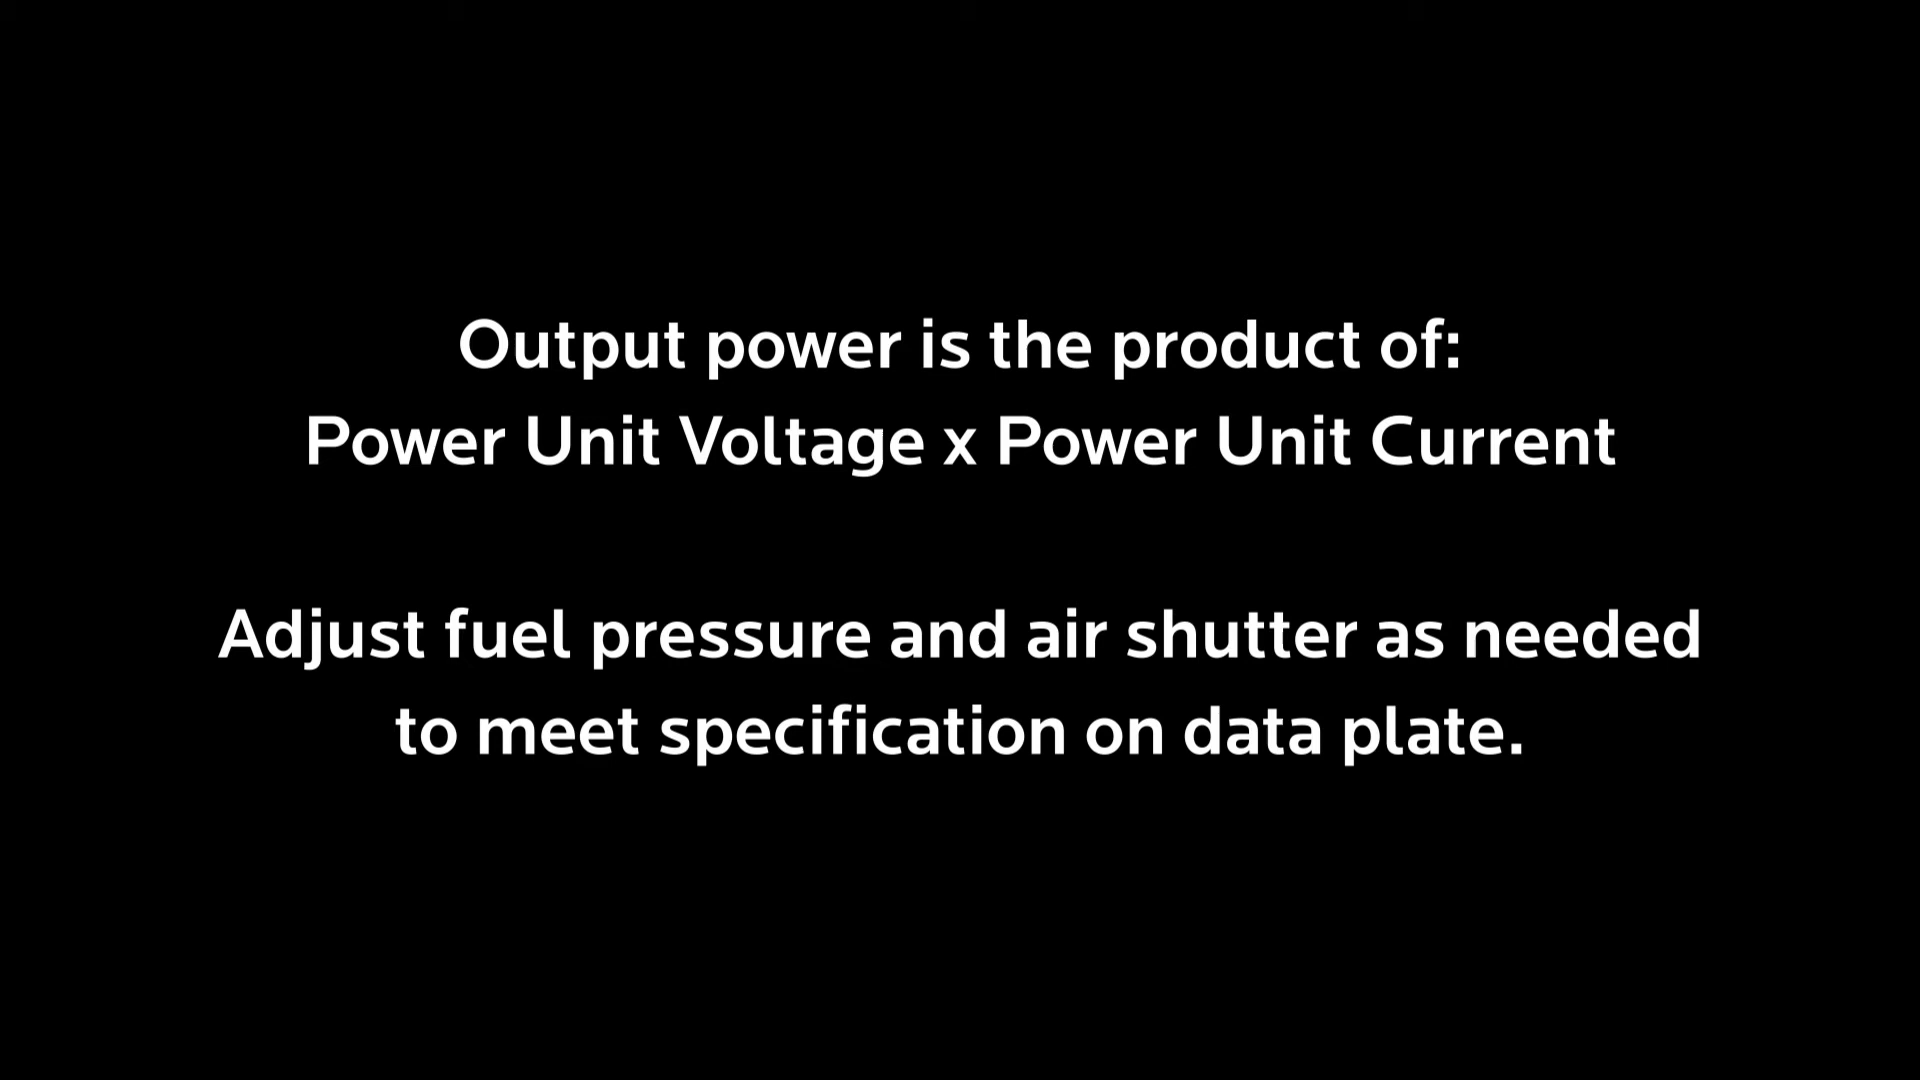 Output power is the product of:
Power Unit Voltage x Power Unit Current
Adjust fuel pressure and air shutter as needed
to meet specification on data plate.